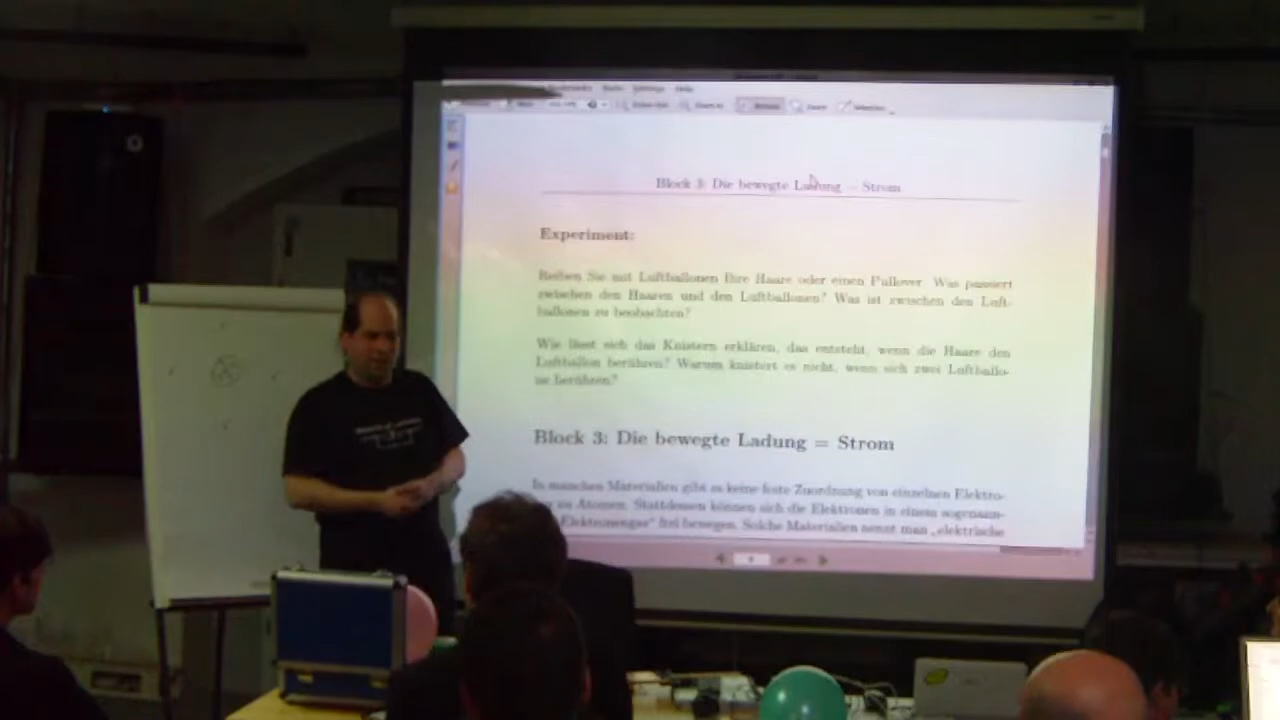 Settings Help
Block 3: Die bewegte Ladung = Strom
Experiment:
Reiben Sie mit Luftballonen Ihre Haare oder einen Pullover. Was passiert
zwischen den Haaren und den Luftballonen? Was ist zwischen den Luft-
ballonen zu beobachten?
Wie lässt sich das Knistern erklären, das entsteht, wenn die Haare den
Luftballon berühren? Warum knistert es nicht, wenn sich zwei Luftballo-
ne berühren?
Block 3: Die bewegte Ladung = Strom
In manchen Materialien gibt es keine feste Zuordnung von einzelnen Elektro-
zu Atomen. Stattdessen können sich die Elektronen in einem sogenann-
Elektronengas“ frei bewegen. Solche Materialien nennt man „elektrische